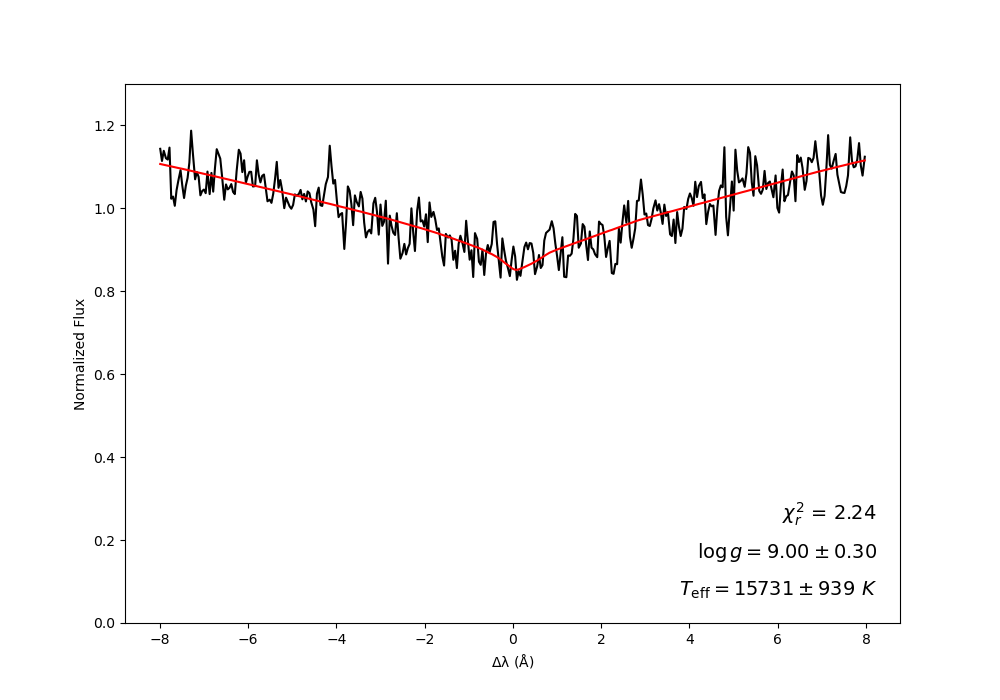 Normalized Flux
1.2
1.0
0.8
0.6
0.4
0.2
0.0
χ²ᵣ = 2.24
log g = 9.00 ± 0.30
T_eff = 15731 ± 939 K
−8 −6 −4 −2 0 2 4 6 8
Δλ (Å)